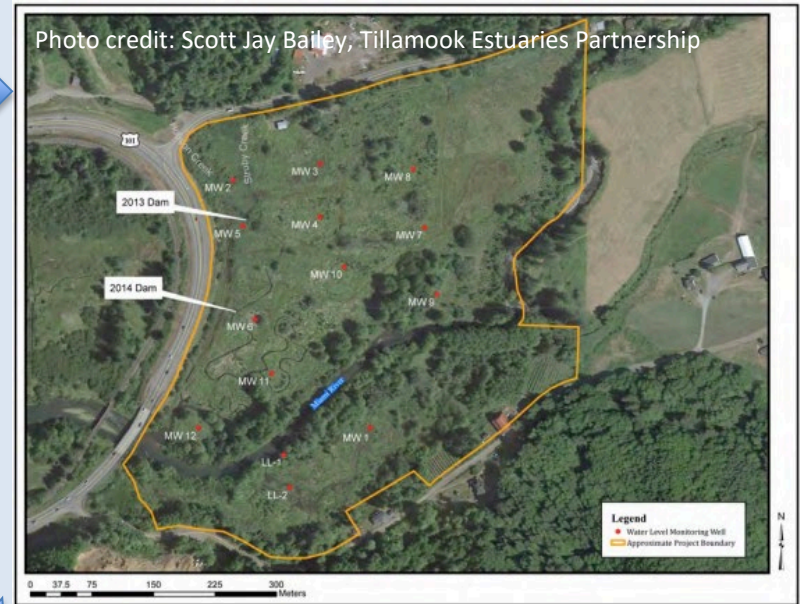 Photo credit: Scott Jay Bailey, Tillamook Estuaries Partnership
101
Struby Creek
MW 2
MW 3
MW 8
2013 Dam
MW 5
MW 4
MW 7
MW 10
2014 Dam
MW 9
MW 6
MW 11
Miami River
MW 12
MW 1
LL-1
LL-2
Legend
Water Level Monitoring Well
Approximate Project Boundary
N
0 37.5 75 150 225 300
Meters